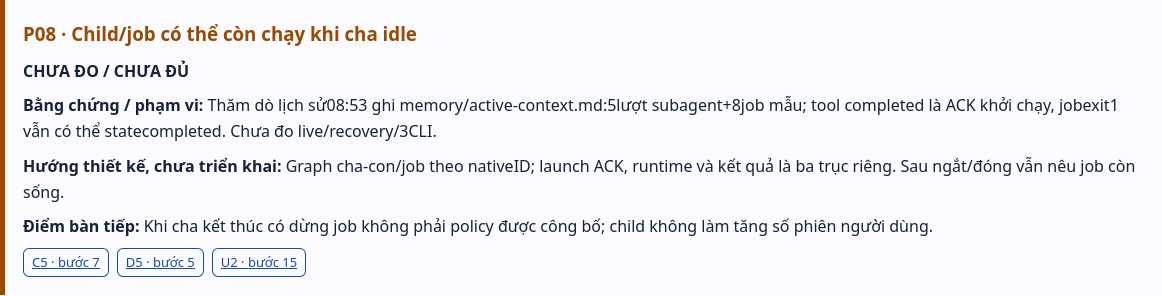 P08 · Child/job có thể còn chạy khi cha idle
CHƯA ĐO / CHƯA ĐỦ
Bằng chứng / phạm vi: Thăm dò lịch sử08:53 ghi memory/active-context.md:5lượt subagent+8job mẫu; tool completed là ACK khởi chạy, jobexit1
vẫn có thể statecompleted. Chưa đo live/recovery/3CLI.
Hướng thiết kế, chưa triển khai: Graph cha-con/job theo nativeID; launch ACK, runtime và kết quả là ba trục riêng. Sau ngắt/đóng vẫn nêu job còn
sống.
Điểm bàn tiếp: Khi cha kết thúc có dừng job không phải policy được công bố; child không làm tăng số phiên người dùng.
C5 · bước 7 D5 · bước 5 U2 · bước 15